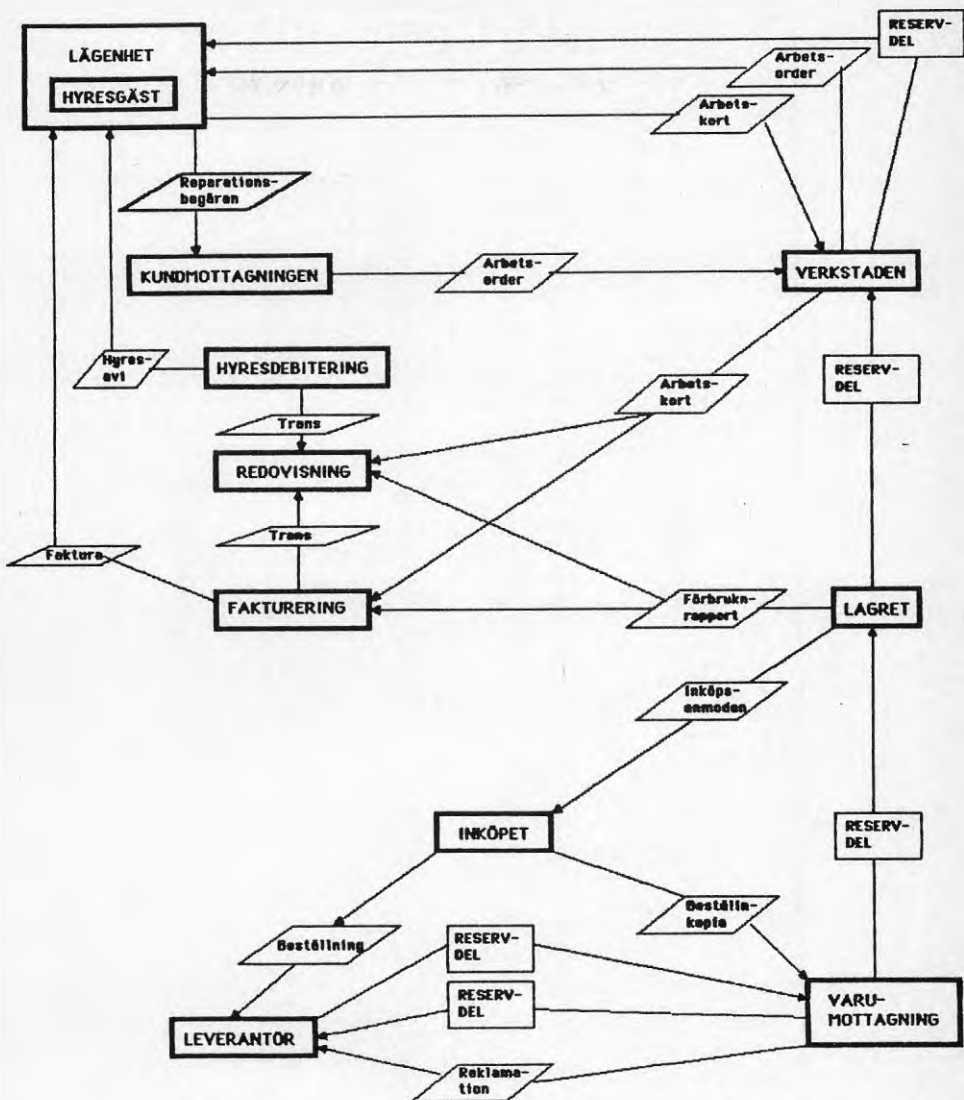 RESERV-
DEL
LÄGENHET
Arbets-
order
HYRESGÄST
Arbets-
kort
Reparations-
begäran
KUNDMOTTAGNINGEN
Arbets-
order
VERKSTADEN
Hyres-
avi
HYRESDEBITERING
RESERV-
DEL
Arbets-
kort
Trans
REDOVISNING
Trans
Faktura
FAKTURERING
Förbrukn-
rapport
LAGRET
Inköps-
anmodan
INKÖPET
RESERV-
DEL
Beställn-
kopia
Beställning
RESERV-
DEL
RESERV-
DEL
VARU-
MOTTAGNING
LEVERANTÖR
Reklama-
tion